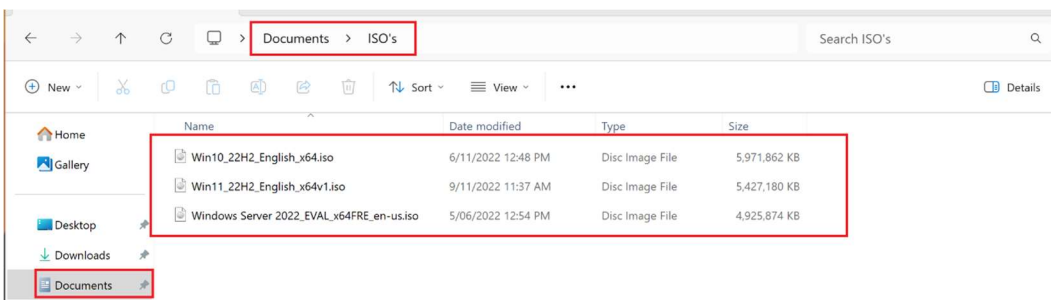 Documents > ISO's
Search ISO's
New
Sort
View
Details
Home
Gallery
Desktop
Downloads
Documents
Name Date modified Type Size
Win10_22H2_English_x64.iso 6/11/2022 12:48 PM Disc Image File 5,971,862 KB
Win11_22H2_English_x64v1.iso 9/11/2022 11:37 AM Disc Image File 5,427,180 KB
Windows Server 2022_EVAL_x64FRE_en-us.iso 5/06/2022 12:54 PM Disc Image File 4,925,874 KB